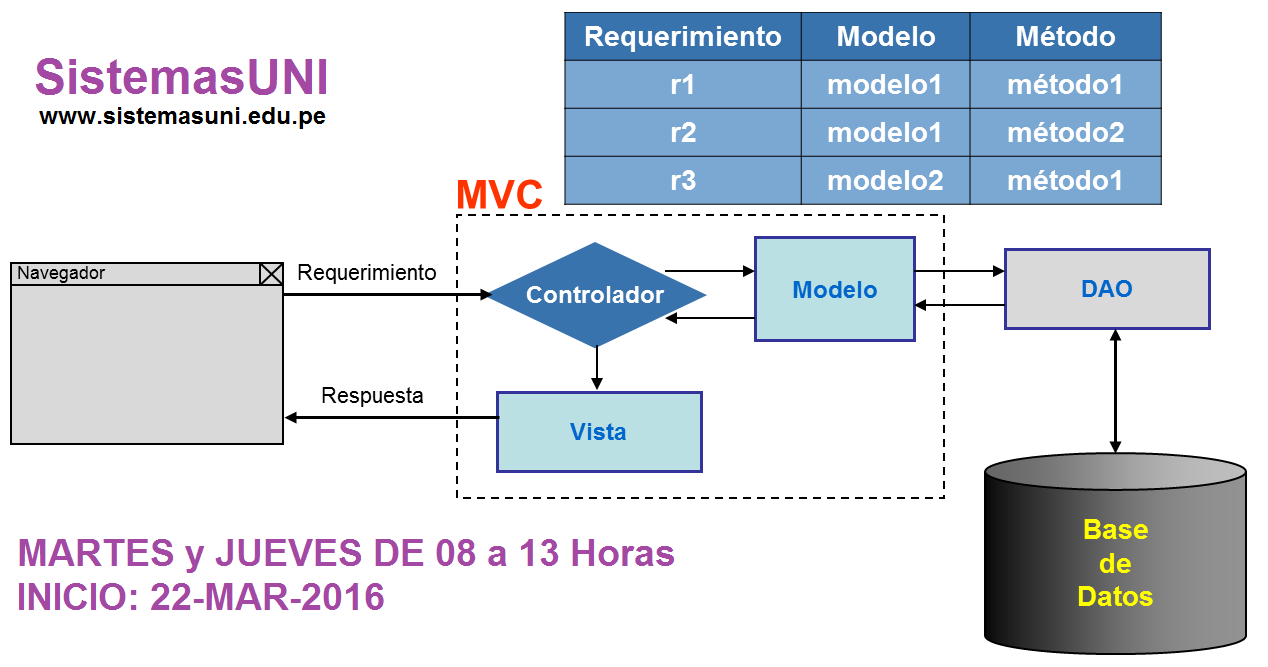 SistemasUNI
www.sistemasuni.edu.pe
Requerimiento Modelo Método
r1 modelo1 método1
r2 modelo1 método2
r3 modelo2 método1
MVC
Navegador
Requerimiento
Controlador
Modelo
DAO
Respuesta
Vista
Base
de
Datos
MARTES y JUEVES DE 08 a 13 Horas
INICIO: 22-MAR-2016